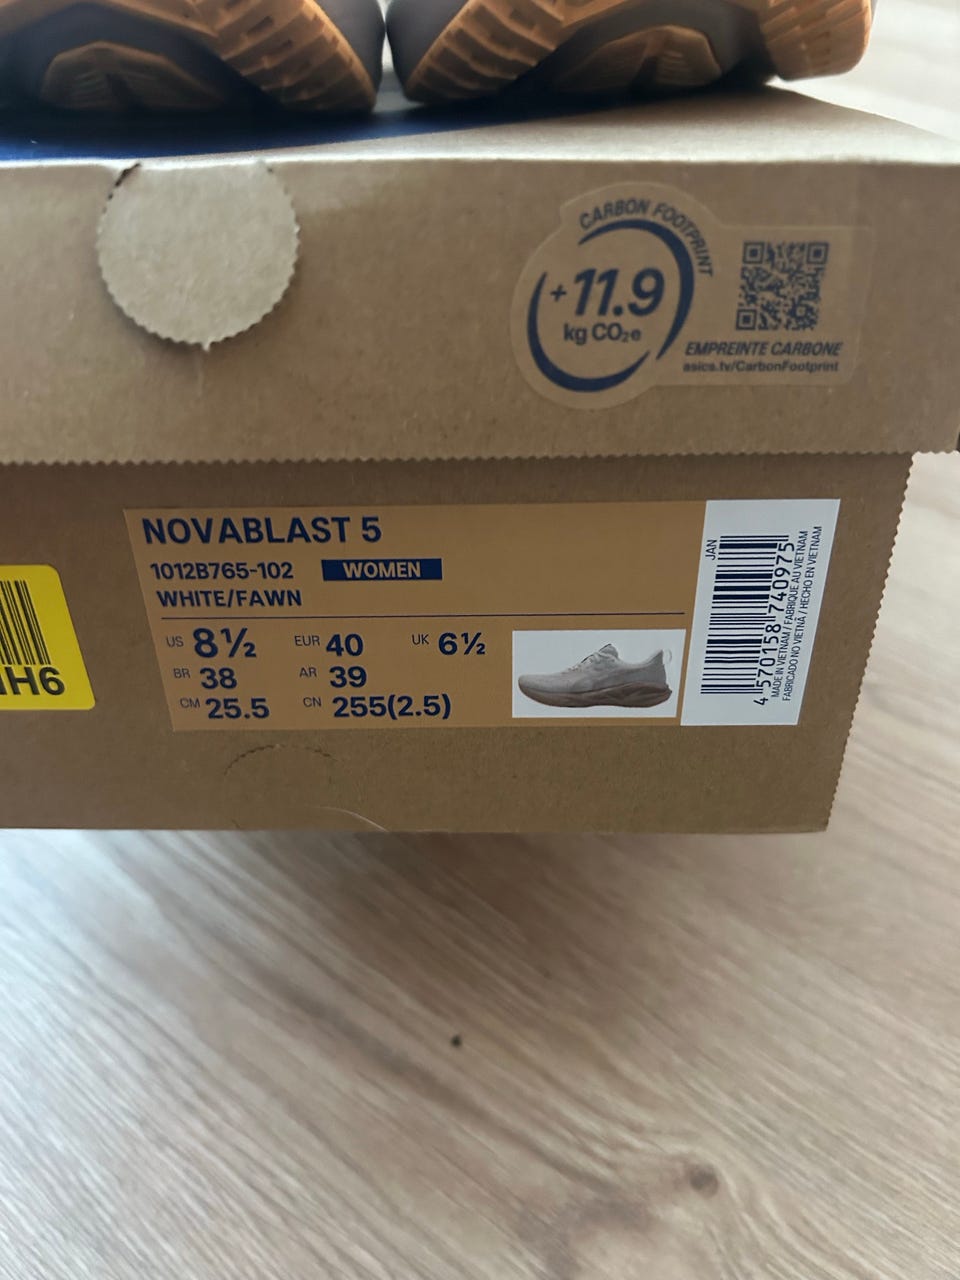 CARBON FOOTPRINT
+11.9
kg CO₂e
EMPREINTE CARBONE
asics.tv/CarbonFootprint
NOVABLAST 5
1012B765-102 WOMEN
WHITE/FAWN
US 8½ EUR 40 UK 6½
BR 38 AR 39
CM 25.5 CN 255(2.5)
JAN
4 570158 740975
MADE IN VIETNAM / FABRIQUÉ AU VIETNAM
FABRICADO NO VIETNÃ / HECHO EN VIETNAM
H6